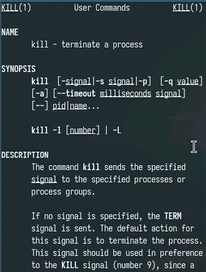 KILL(1) User Commands KILL(1)
NAME
kill - terminate a process
SYNOPSIS
kill [-signal|-s signal|-p] [-q value]
[-a] [--timeout milliseconds signal]
[--] pid|name...
kill -l [number] | -L
DESCRIPTION
The command kill sends the specified
signal to the specified processes or
process groups.
If no signal is specified, the TERM
signal is sent. The default action for
this signal is to terminate the process.
This signal should be used in preference
to the KILL signal (number 9), since a